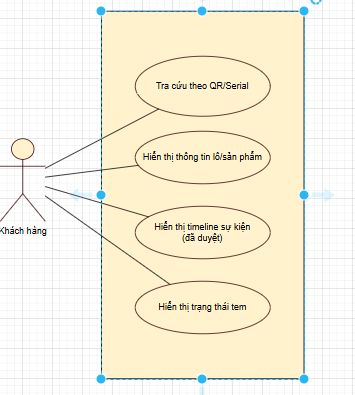 Tra cứu theo QR/Serial
Hiển thị thông tin lô/sản phẩm
Khách hàng
Hiển thị timeline sự kiện
(đã duyệt)
Hiển thị trạng thái tem